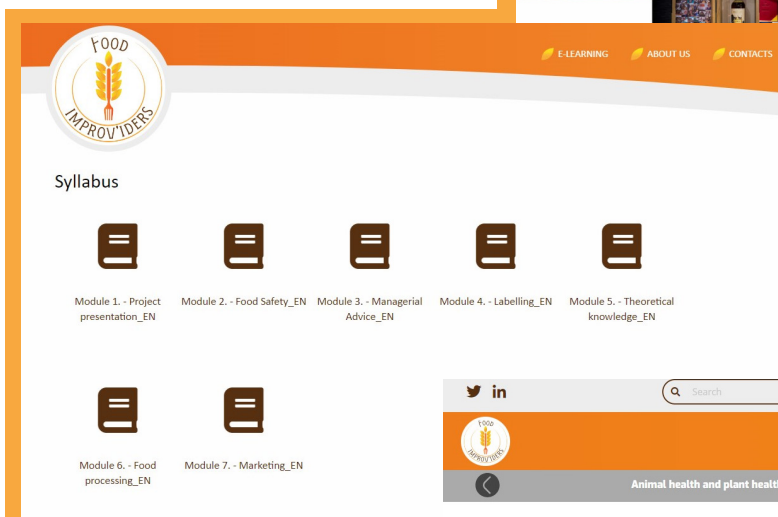 FOOD
IMPROV'IDERS
E-LEARNING
ABOUT US
CONTACTS
Syllabus
Module 1. - Project
presentation_EN
Module 2. - Food Safety_EN
Module 3. - Managerial
Advice_EN
Module 4. - Labelling_EN
Module 5. - Theoretical
knowledge_EN
Module 6. - Food
processing_EN
Module 7. - Marketing_EN
in
Search
FOOD
IMPROV'IDERS
Animal health and plant healt